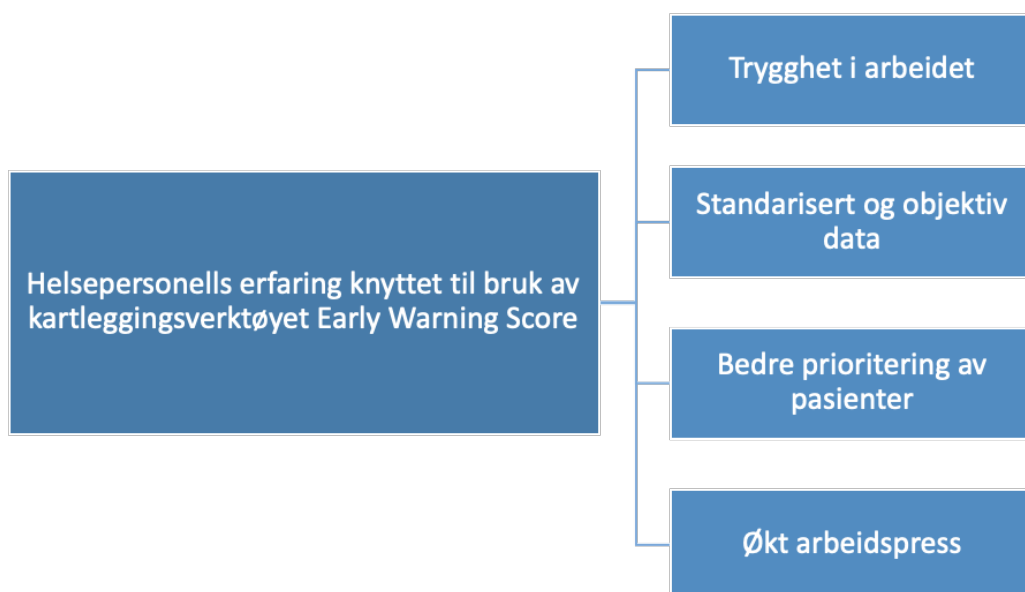 Trygghet i arbeidet
Standarisert og objektiv
data
Helsepersonells erfaring knyttet til bruk av
kartleggingsverktøyet Early Warning Score
Bedre prioritering av
pasienter
Økt arbeidspress